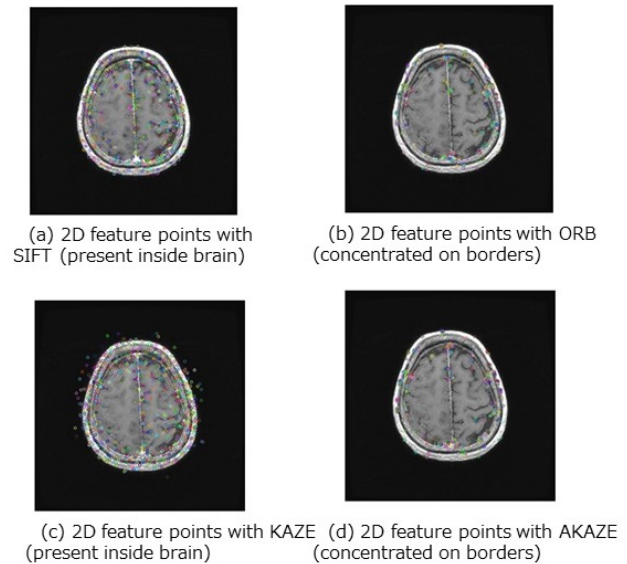 (a) 2D feature points with
SIFT (present inside brain)
(b) 2D feature points with ORB
(concentrated on borders)
(c) 2D feature points with KAZE
(present inside brain)
(d) 2D feature points with AKAZE
(concentrated on borders)